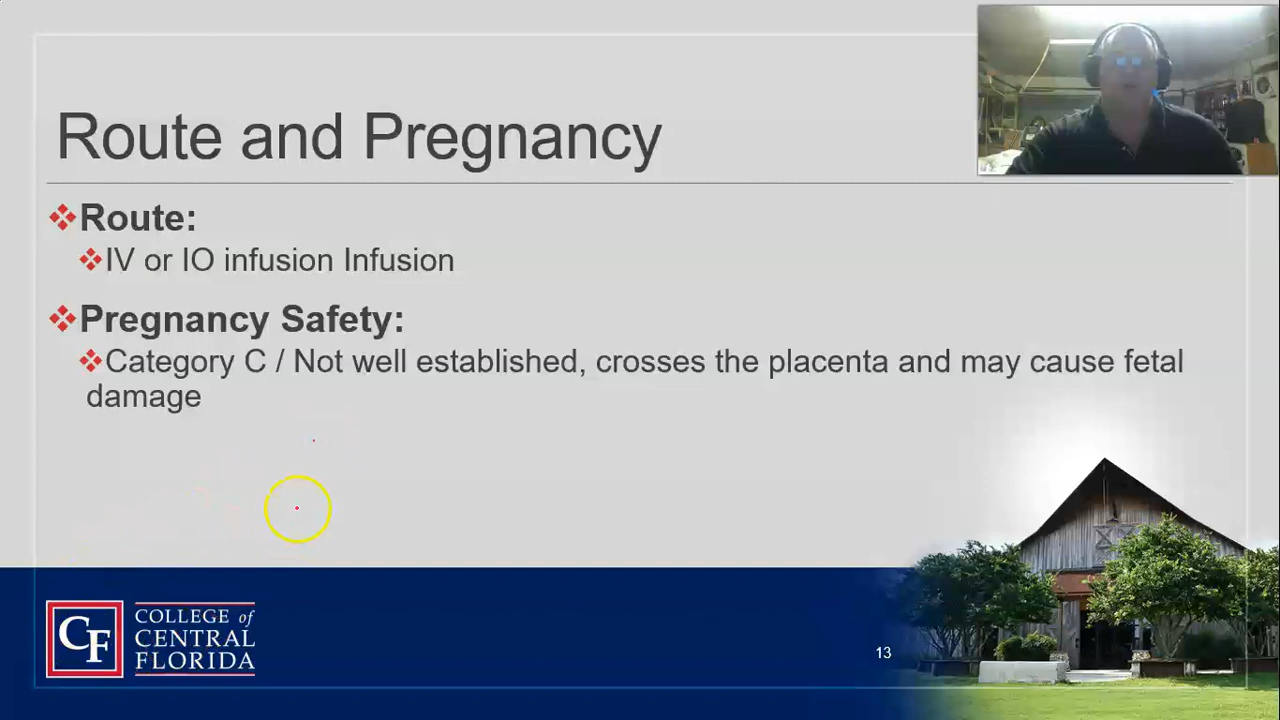 Route and Pregnancy
Route:
IV or IO infusion Infusion
Pregnancy Safety:
Category C / Not well established, crosses the placenta and may cause fetal
damage
CF
COLLEGE of
CENTRAL
FLORIDA
13